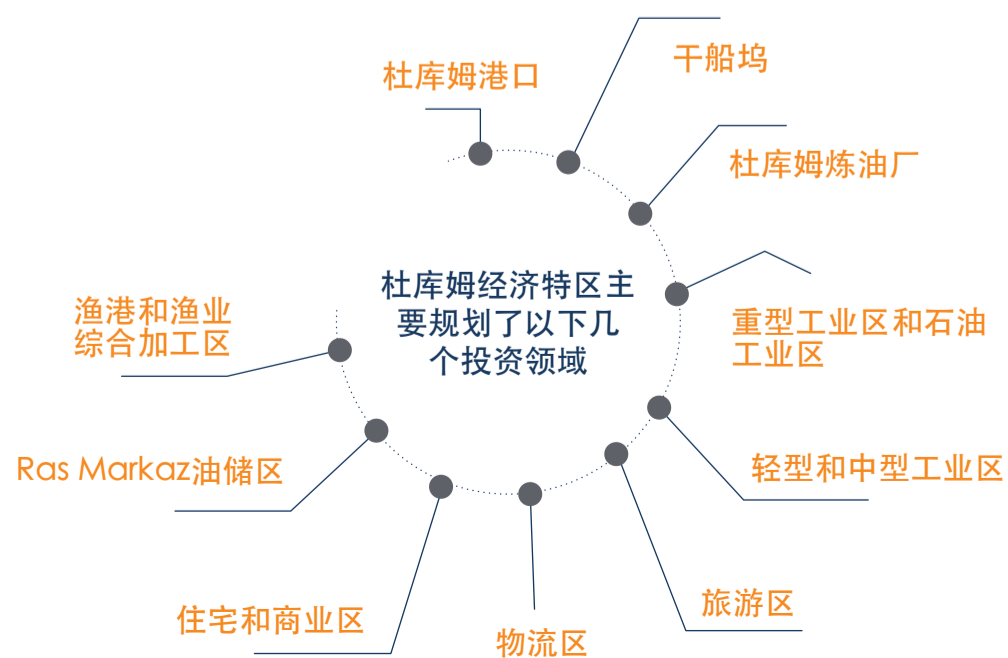 杜库姆港口
干船坞
杜库姆炼油厂
杜库姆经济特区主
要规划了以下几
个投资领域
重型工业区和石油
工业区
轻型和中型工业区
旅游区
物流区
住宅和商业区
Ras Markaz油储区
渔港和渔业
综合加工区